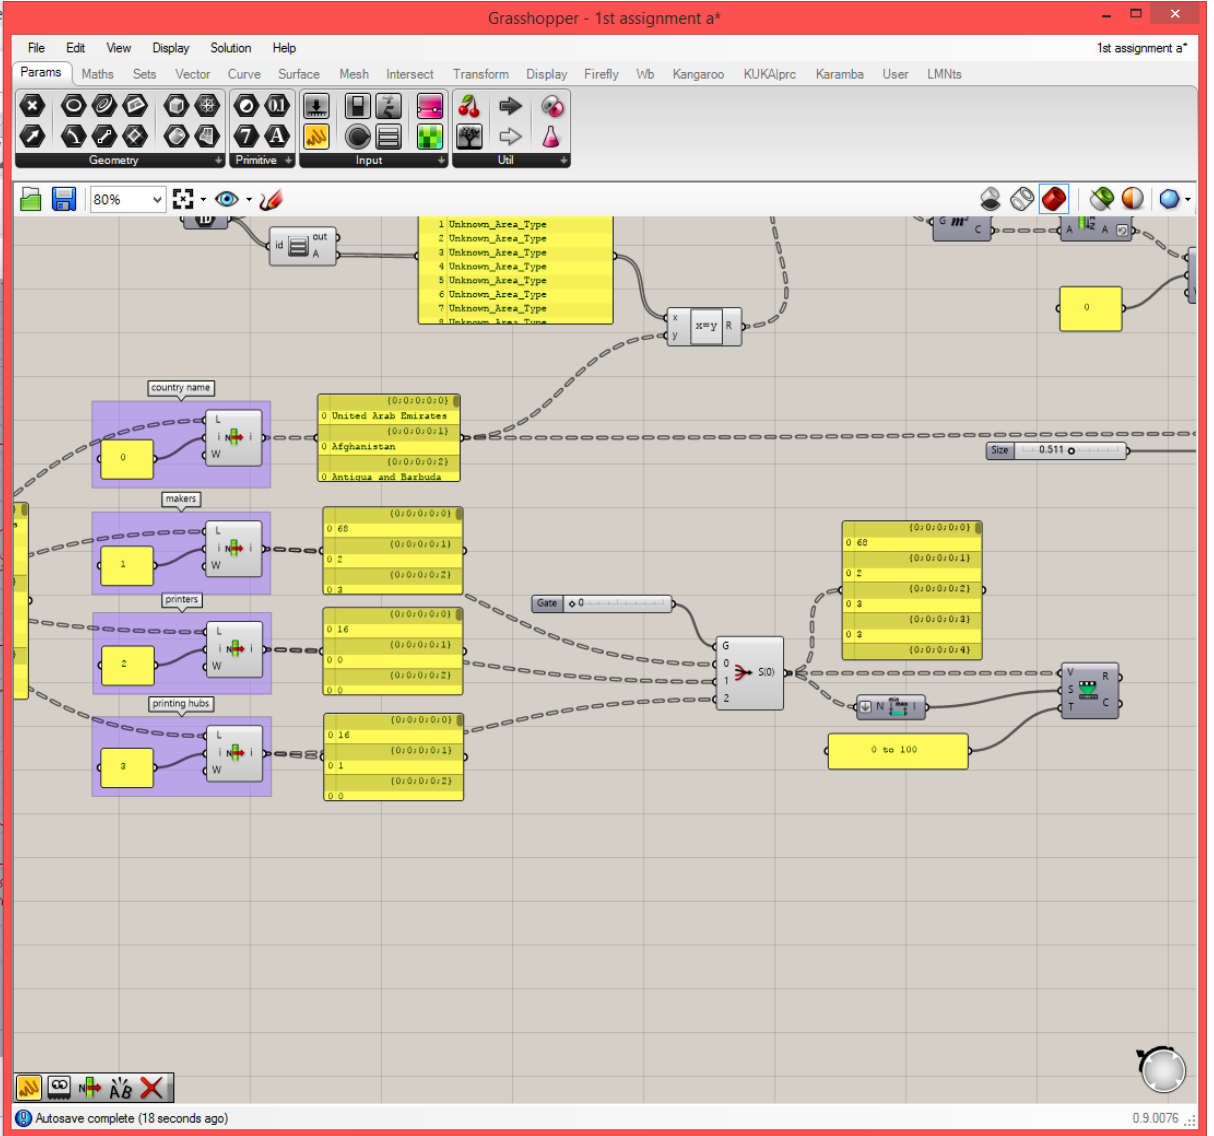 Grasshopper - 1st assignment a*
File Edit View Display Solution Help
1st assignment a*
Params Maths Sets Vector Curve Surface Mesh Intersect Transform Display Firefly Wb Kangaroo KUKA|prc Karamba User LMNts
Geometry Primitive Input Util
80%
ID
id out
A
1 Unknown_Area_Type
2 Unknown_Area_Type
3 Unknown_Area_Type
4 Unknown_Area_Type
5 Unknown_Area_Type
6 Unknown_Area_Type
7 Unknown_Area_Type
8 Unknown_Area_Type
G m² C
A A
0
x
y
x=y R
country name
0
L
i N i
W
{0;0;0;0;0}
0 United Arab Emirates
{0;0;0;0;1}
0 Afghanistan
{0;0;0;0;2}
0 Antigua and Barbuda
Size 0.511
makers
1
L
i N i
W
{0;0;0;0;0}
0 68
{0;0;0;0;1}
0 2
{0;0;0;0;2}
0 3
printers
2
L
i N i
W
{0;0;0;0;0}
0 16
{0;0;0;0;1}
0 0
{0;0;0;0;2}
0 0
printing hubs
3
L
i N i
W
{0;0;0;0;0}
0 16
{0;0;0;0;1}
0 1
{0;0;0;0;2}
0 0
Gate 0
G
0
1
2
S(0)
{0;0;0;0;0}
0 68
{0;0;0;0;1}
0 2
{0;0;0;0;2}
0 3
{0;0;0;0;3}
0 3
{0;0;0;0;4}
N min max I
V
S
T
R
C
0 to 100
Autosave complete (18 seconds ago)
0.9.0076